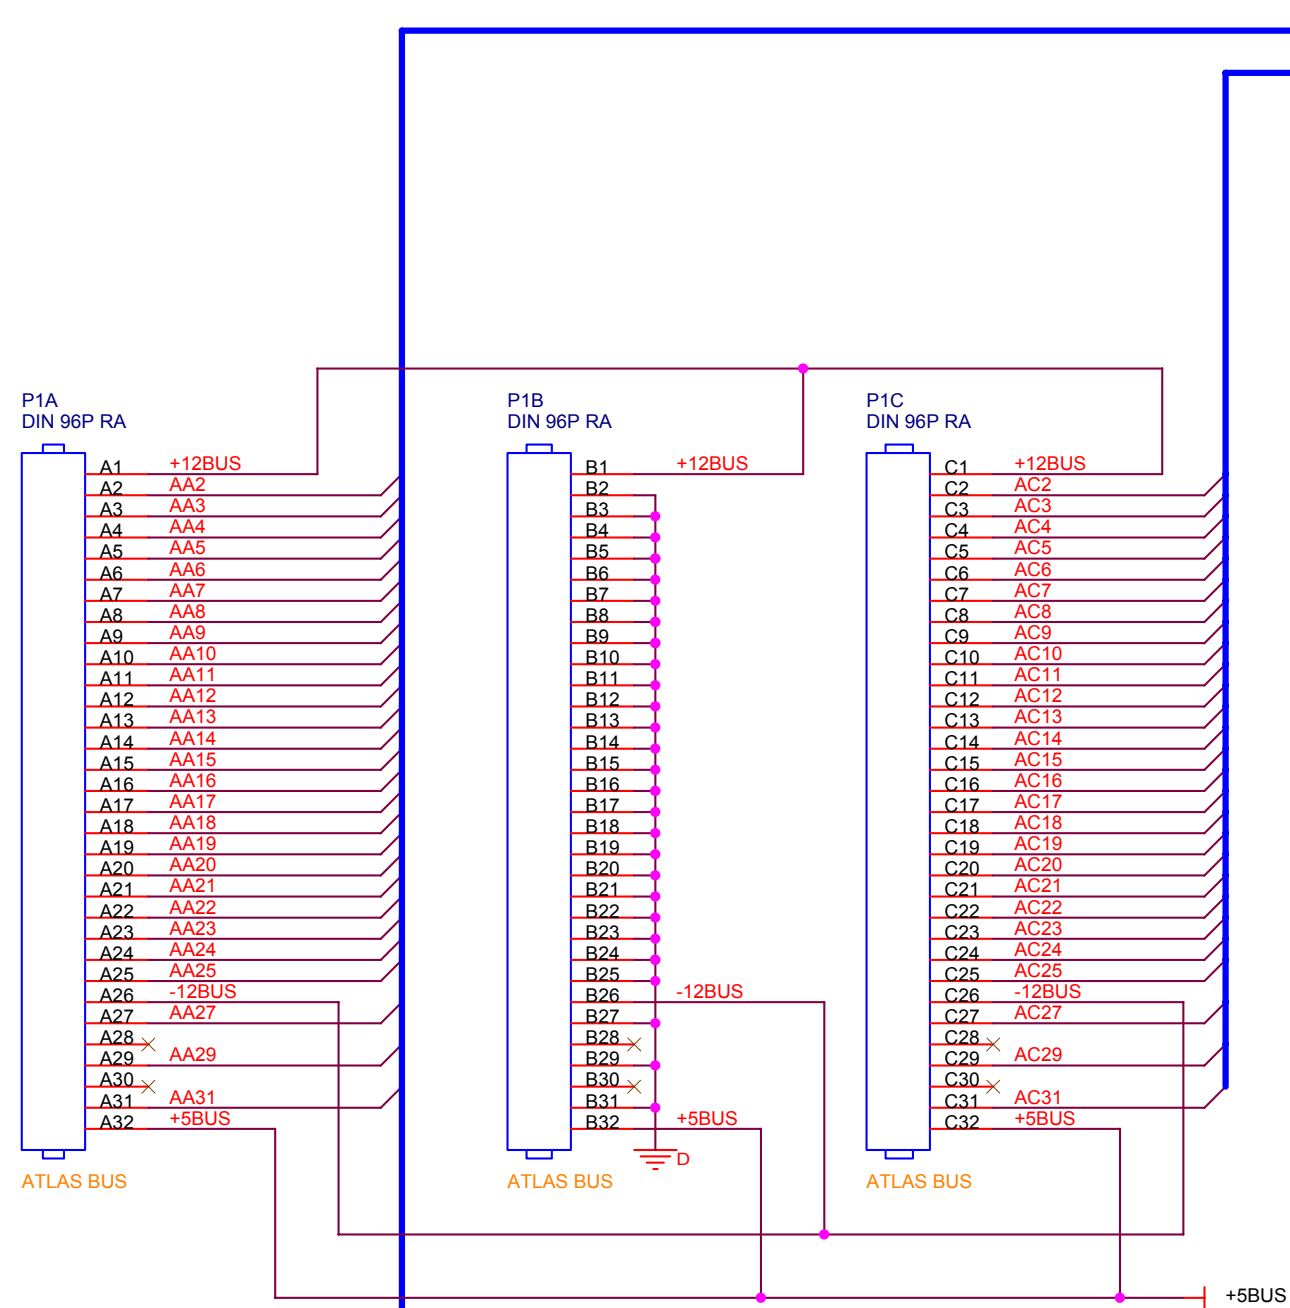 P1A
DIN 96P RA
A1 +12BUS
A2 AA2
A3 AA3
A4 AA4
A5 AA5
A6 AA6
A7 AA7
A8 AA8
A9 AA9
A10 AA10
A11 AA11
A12 AA12
A13 AA13
A14 AA14
A15 AA15
A16 AA16
A17 AA17
A18 AA18
A19 AA19
A20 AA20
A21 AA21
A22 AA22
A23 AA23
A24 AA24
A25 AA25
A26 -12BUS
A27 AA27
A28
A29 AA29
A30
A31 AA31
A32 +5BUS
ATLAS BUS
P1B
DIN 96P RA
B1 +12BUS
B2
B3
B4
B5
B6
B7
B8
B9
B10
B11
B12
B13
B14
B15
B16
B17
B18
B19
B20
B21
B22
B23
B24
B25
B26 -12BUS
B27
B28
B29
B30
B31
B32 +5BUS
D
ATLAS BUS
P1C
DIN 96P RA
C1 +12BUS
C2 AC2
C3 AC3
C4 AC4
C5 AC5
C6 AC6
C7 AC7
C8 AC8
C9 AC9
C10 AC10
C11 AC11
C12 AC12
C13 AC13
C14 AC14
C15 AC15
C16 AC16
C17 AC17
C18 AC18
C19 AC19
C20 AC20
C21 AC21
C22 AC22
C23 AC23
C24 AC24
C25 AC25
C26 -12BUS
C27 AC27
C28
C29 AC29
C30
C31 AC31
C32 +5BUS
ATLAS BUS
+5BUS